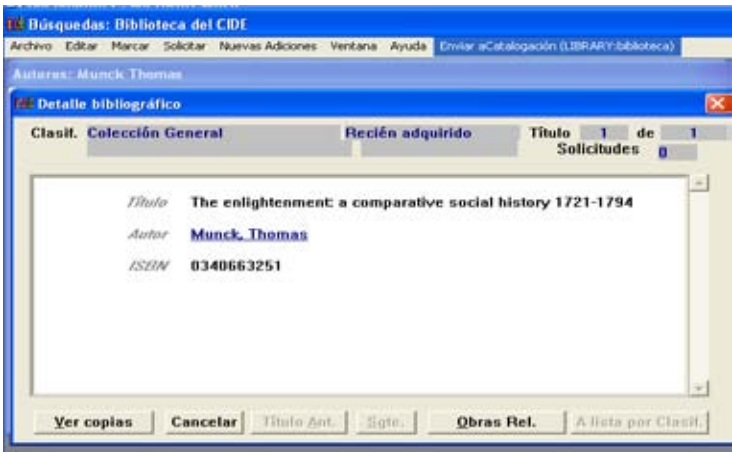 Búsquedas: Biblioteca del CIDE
Archivo Editar Marcar Solicitar Nuevas Adiciones Ventana Ayuda Enviar aCatalogación (LIBRARY:biblioteca)
Autores: Munck Thomas
Detalle bibliográfico
Clasif. Colección General Recién adquirido Título 1 de 1
Solicitudes 0
Título The enlightenment: a comparative social history 1721-1794
Autor Munck, Thomas
ISBN 0340663251
Ver copias Cancelar Título Ant. Sgte. Obras Rel. A lista por Clasif.